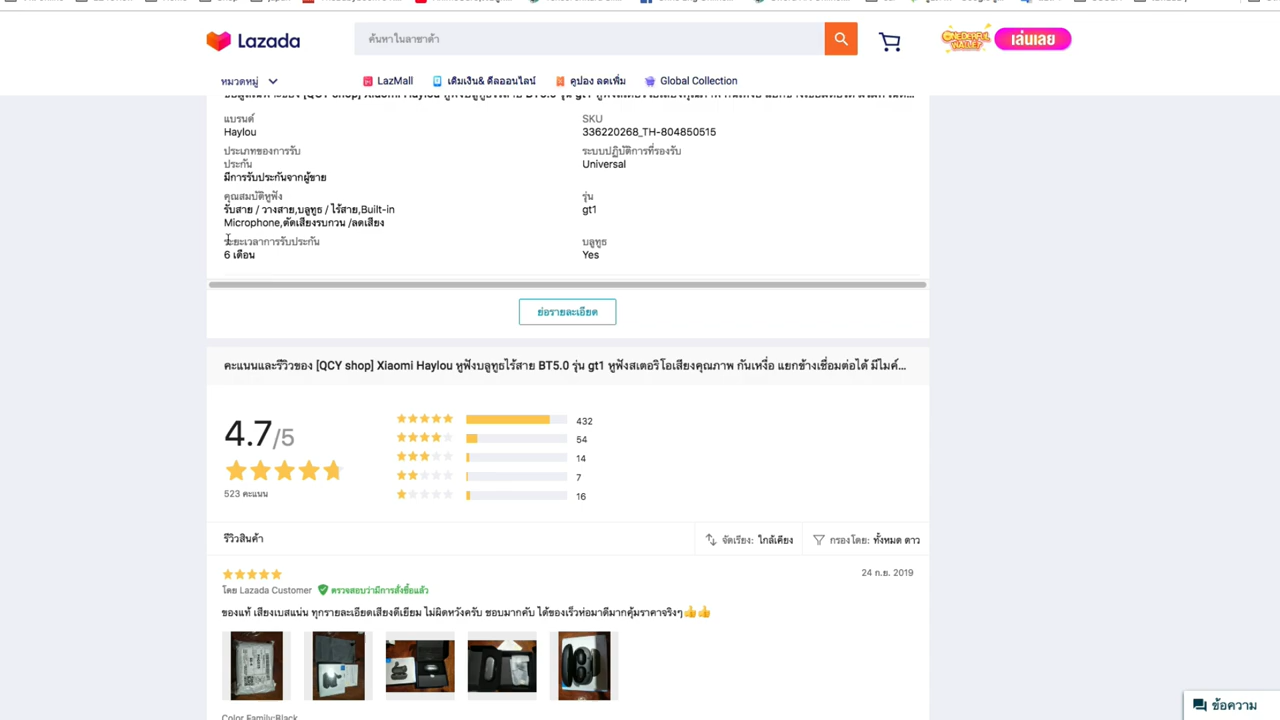 Lazada
ค้นหาในลาซาด้า
เล่นเลย
หมวดหมู่
LazMall
เติมเงิน& ดีลออนไลน์
คูปอง ลดเพิ่ม
Global Collection
แบรนด์
Haylou
SKU
336220268_TH-804850515
ประเภทของการรับ
ประกัน
มีการรับประกันจากผู้ขาย
ระบบปฏิบัติการที่รองรับ
Universal
คุณสมบัติหูฟัง
รับสาย / วางสาย,บลูทูธ / ไร้สาย,Built-in
Microphone,ตัดเสียงรบกวน /ลดเสียง
รุ่น
gt1
ระยะเวลาการรับประกัน
6 เดือน
บลูทูธ
Yes
ย่อรายละเอียด
คะแนนและรีวิวของ [QCY shop] Xiaomi Haylou หูฟังบลูทูธไร้สาย BT5.0 รุ่น gt1 หูฟังสเตอริโอเสียงคุณภาพ กันเหงื่อ แยกข้างเชื่อมต่อได้ มีไมค์...
4.7/5
523 คะแนน
432
54
14
7
16
รีวิวสินค้า
จัดเรียง: ใกล้เคียง
กรองโดย: ทั้งหมด ดาว
24 ก.ย. 2019
โดย Lazada Customer ตรวจสอบว่ามีการสั่งซื้อแล้ว
ของแท้ เสียงเบสแน่น ทุกรายละเอียดเสียงดีเยี่ยม ไม่ผิดหวังครับ ชอบมากคับ ได้ของเร็วห่อมาดีมากคุ้มราคาจริงๆ👍👍
Color Family:Black
ข้อความ